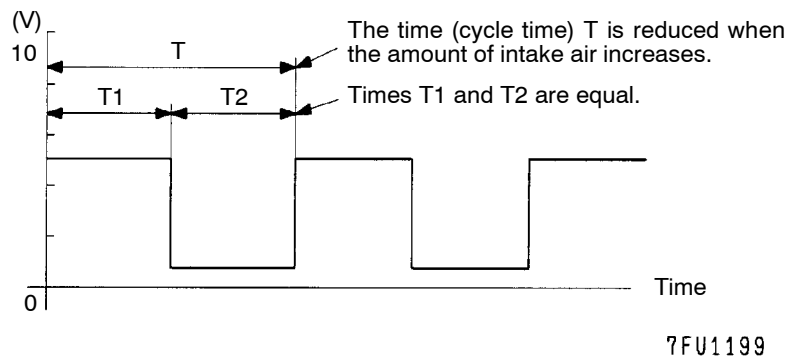 (V)
10
T
The time (cycle time) T is reduced when
the amount of intake air increases.
T1
T2
Times T1 and T2 are equal.
0
Time
7FU1199